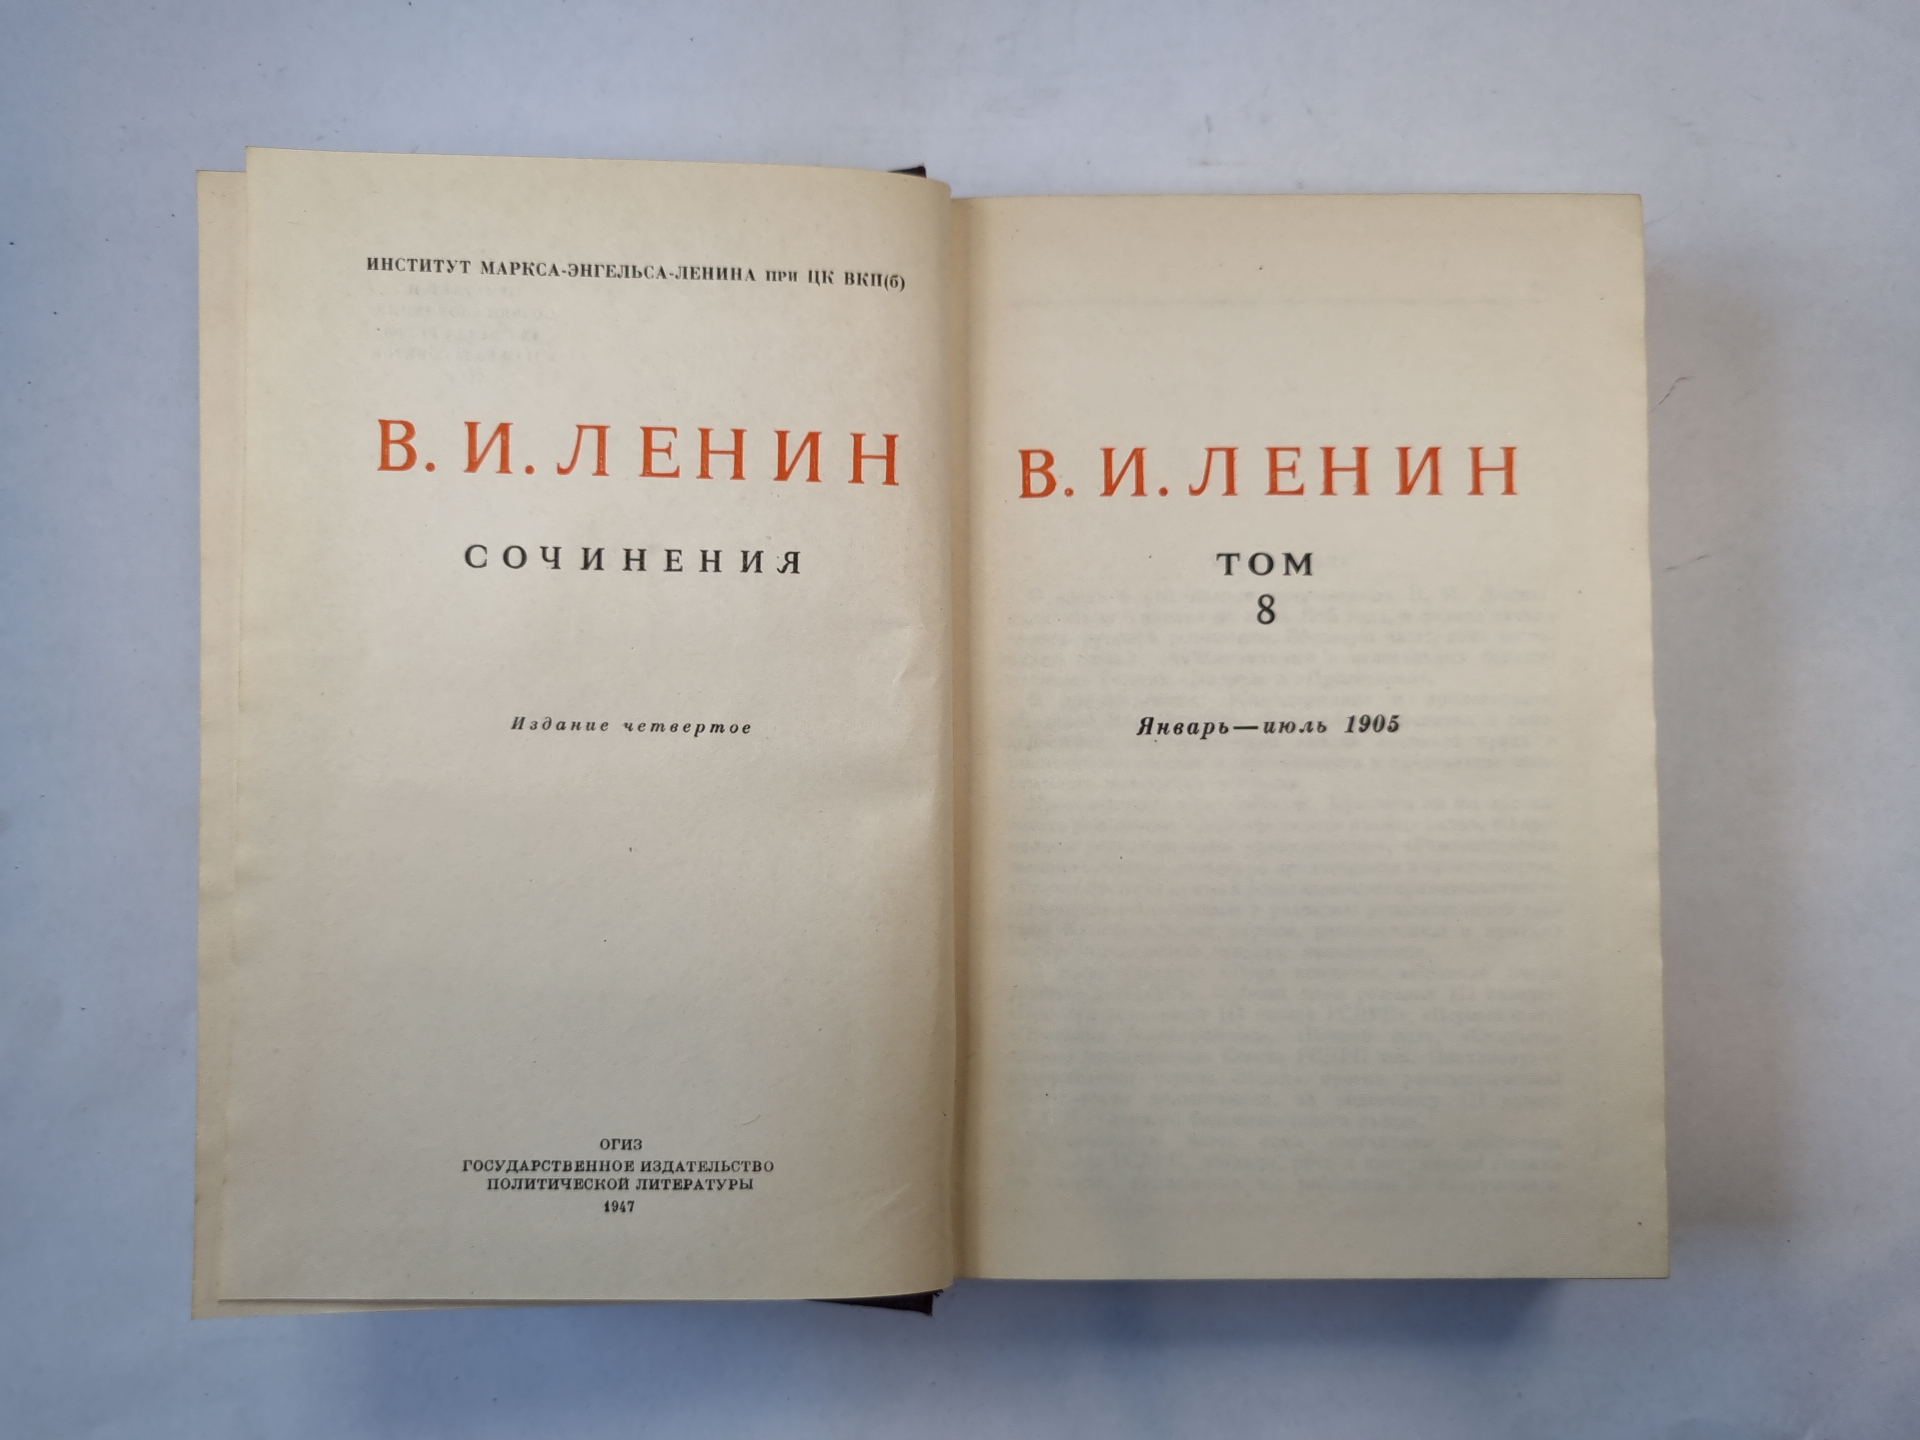 ИНСТИТУТ МАРКСА-ЭНГЕЛЬСА-ЛЕНИНА при ЦК ВКП(б)
В. И. ЛЕНИН
СОЧИНЕНИЯ
Издание четвертое
ОГИЗ
ГОСУДАРСТВЕННОЕ ИЗДАТЕЛЬСТВО
ПОЛИТИЧЕСКОЙ ЛИТЕРАТУРЫ
1947
В. И. ЛЕНИН
ТОМ
8
Январь — июль 1905